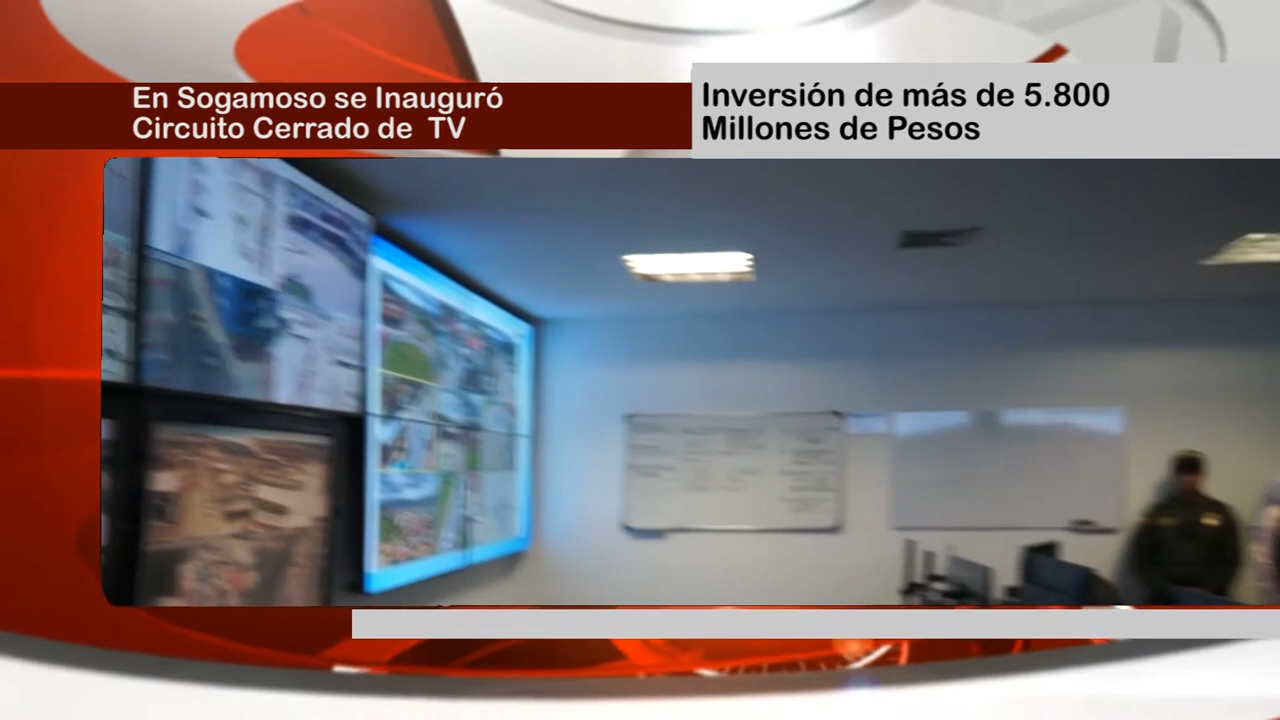 En Sogamoso se Inauguró
Circuito Cerrado de TV
Inversión de más de 5.800
Millones de Pesos